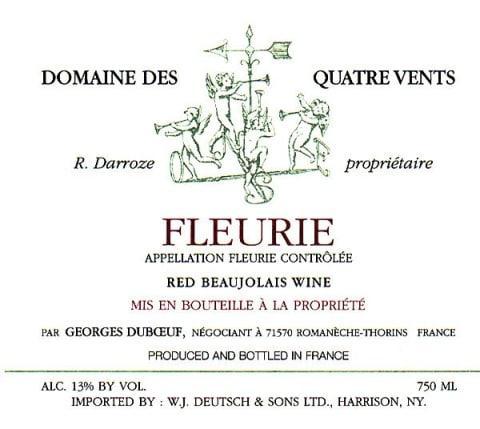 DOMAINE DES QUATRE VENTS
R. Darroze propriétaire
FLEURIE
APPELLATION FLEURIE CONTRÔLÉE
RED BEAUJOLAIS WINE
MIS EN BOUTEILLE À LA PROPRIÉTÉ
PAR GEORGES DUBŒUF, NÉGOCIANT À 71570 ROMANÈCHE-THORINS FRANCE
PRODUCED AND BOTTLED IN FRANCE
ALC. 13% BY VOL. 750 ML
IMPORTED BY : W.J. DEUTSCH & SONS LTD., HARRISON, NY.